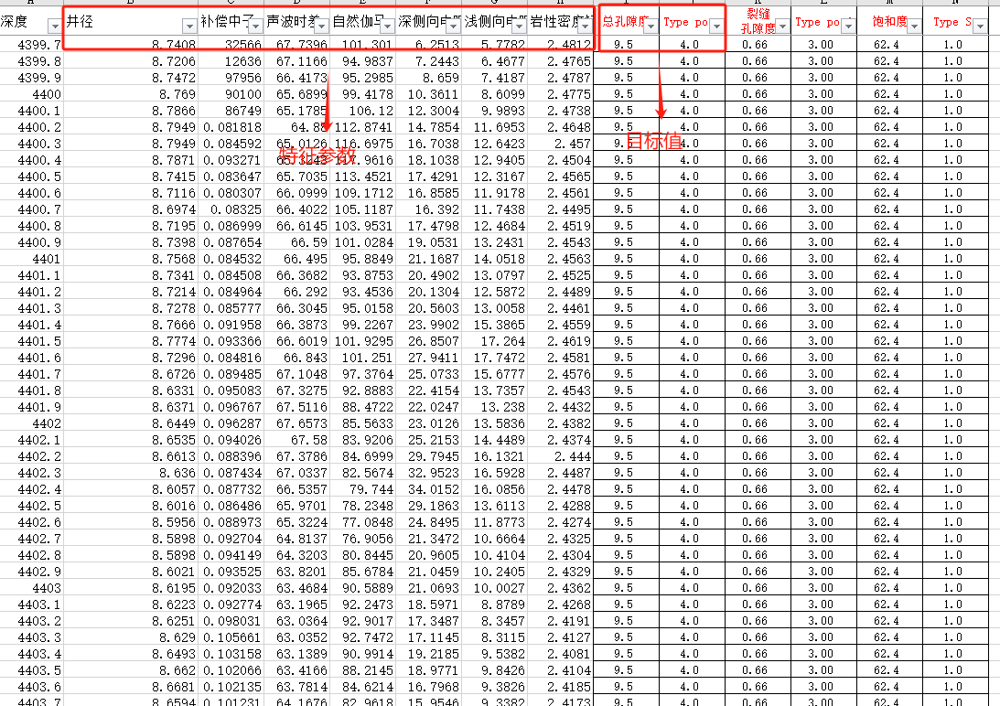 深度 井径 补偿中子 声波时差 自然伽马 深侧向电 浅侧向电 岩性密度 总孔隙度 Type po 裂缝 孔隙度 Type po 饱和度 Type S
4399.7 8.7408 32566 67.7396 101.301 6.2513 5.7782 2.4812 9.5 4.0 0.66 3.00 62.4 1.0
4399.8 8.7206 12636 67.1166 94.9837 7.2443 6.4677 2.4765 9.5 4.0 0.66 3.00 62.4 1.0
4399.9 8.7472 97956 66.4173 95.2985 8.659 7.4187 2.4787 9.5 4.0 0.66 3.00 62.4 1.0
4400 8.769 90100 65.6899 99.4178 10.3611 8.6099 2.4775 9.5 4.0 0.66 3.00 62.4 1.0
4400.1 8.7866 86749 65.1785 106.12 12.3004 9.9893 2.4738 9.5 4.0 0.66 3.00 62.4 1.0
4400.2 8.7949 0.081818 64.88 112.8741 14.7854 11.6953 2.4648 9.5 4.0 0.66 3.00 62.4 1.0
4400.3 8.7949 0.084592 65.0126 116.6975 16.7038 12.6423 2.457 9.5 4.0 0.66 3.00 62.4 1.0
目标值
特征参数
4400.4 8.7871 0.093271 9616 18.1038 12.9405 2.4504 9.5 4.0 0.66 3.00 62.4 1.0
4400.5 8.7415 0.083647 65.7035 113.4521 17.4291 12.3167 2.4565 9.5 4.0 0.66 3.00 62.4 1.0
4400.6 8.7116 0.080307 66.0999 109.1712 16.8585 11.9178 2.4561 9.5 4.0 0.66 3.00 62.4 1.0
4400.7 8.6974 0.08325 66.4022 105.1187 16.392 11.7438 2.4495 9.5 4.0 0.66 3.00 62.4 1.0
4400.8 8.7195 0.086999 66.6145 103.9531 17.4798 12.4684 2.4519 9.5 4.0 0.66 3.00 62.4 1.0
4400.9 8.7398 0.087654 66.59 101.0284 19.0531 13.2431 2.4543 9.5 4.0 0.66 3.00 62.4 1.0
4401 8.7568 0.084532 66.495 95.8849 21.1687 14.0518 2.4563 9.5 4.0 0.66 3.00 62.4 1.0
4401.1 8.7341 0.084508 66.3682 93.8753 20.4902 13.0797 2.4525 9.5 4.0 0.66 3.00 62.4 1.0
4401.2 8.7214 0.084964 66.292 93.4536 20.1304 12.5872 2.4489 9.5 4.0 0.66 3.00 62.4 1.0
4401.3 8.7278 0.085777 66.3045 95.0158 20.5603 13.0058 2.4461 9.5 4.0 0.66 3.00 62.4 1.0
4401.4 8.7666 0.091958 66.3873 99.2267 23.9902 15.3865 2.4559 9.5 4.0 0.66 3.00 62.4 1.0
4401.5 8.7774 0.093366 66.6019 101.9295 26.8507 17.264 2.4619 9.5 4.0 0.66 3.00 62.4 1.0
4401.6 8.7296 0.084816 66.843 101.251 27.9411 17.7472 2.4581 9.5 4.0 0.66 3.00 62.4 1.0
4401.7 8.6726 0.089485 67.1048 97.3764 25.0733 15.6777 2.4576 9.5 4.0 0.66 3.00 62.4 1.0
4401.8 8.6331 0.095083 67.3275 92.8883 22.4154 13.7357 2.4543 9.5 4.0 0.66 3.00 62.4 1.0
4401.9 8.6371 0.096767 67.5116 88.4722 22.0247 13.238 2.4432 9.5 4.0 0.66 3.00 62.4 1.0
4402 8.6449 0.096287 67.6573 85.5633 23.0126 13.5836 2.4382 9.5 4.0 0.66 3.00 62.4 1.0
4402.1 8.6535 0.094026 67.58 83.9206 25.2153 14.4489 2.4374 9.5 4.0 0.66 3.00 62.4 1.0
4402.2 8.6613 0.088396 67.3786 84.6999 29.7945 16.1321 2.444 9.5 4.0 0.66 3.00 62.4 1.0
4402.3 8.636 0.087434 67.0337 82.5674 32.9523 16.5928 2.4487 9.5 4.0 0.66 3.00 62.4 1.0
4402.4 8.6057 0.087732 66.5357 79.744 34.0152 16.0856 2.4478 9.5 4.0 0.66 3.00 62.4 1.0
4402.5 8.6016 0.086486 65.9701 78.2348 29.1863 13.6113 2.4288 9.5 4.0 0.66 3.00 62.4 1.0
4402.6 8.5956 0.088973 65.3224 77.0848 24.8495 11.8773 2.4274 9.5 4.0 0.66 3.00 62.4 1.0
4402.7 8.5898 0.092704 64.8137 76.9056 21.3472 10.6664 2.4325 9.5 4.0 0.66 3.00 62.4 1.0
4402.8 8.5898 0.094149 64.3203 80.8445 20.9605 10.4104 2.4304 9.5 4.0 0.66 3.00 62.4 1.0
4402.9 8.6021 0.093525 63.8201 85.6784 21.0459 10.2405 2.4329 9.5 4.0 0.66 3.00 62.4 1.0
4403 8.6195 0.092033 63.4684 90.5889 21.0693 10.0027 2.4362 9.5 4.0 0.66 3.00 62.4 1.0
4403.1 8.6223 0.092774 63.1965 92.2473 18.5971 8.8789 2.4268 9.5 4.0 0.66 3.00 62.4 1.0
4403.2 8.6251 0.098031 63.0364 92.9017 17.3487 8.3457 2.4191 9.5 4.0 0.66 3.00 62.4 1.0
4403.3 8.629 0.105661 63.0352 92.7472 17.1145 8.3115 2.4127 9.5 4.0 0.66 3.00 62.4 1.0
4403.4 8.6493 0.103158 63.1389 90.9914 19.2185 9.5382 2.4081 9.5 4.0 0.66 3.00 62.4 1.0
4403.5 8.662 0.102066 63.4166 88.2145 18.9771 9.8426 2.4104 9.5 4.0 0.66 3.00 62.4 1.0
4403.6 8.6681 0.102135 63.7814 84.6214 16.7968 9.3826 2.4185 9.5 4.0 0.66 3.00 62.4 1.0
4403.7 8.6594 0.101231 64.1676 82.9618 15.9546 9.3382 2.4173 9.5 4.0 0.66 3.00 62.4 1.0